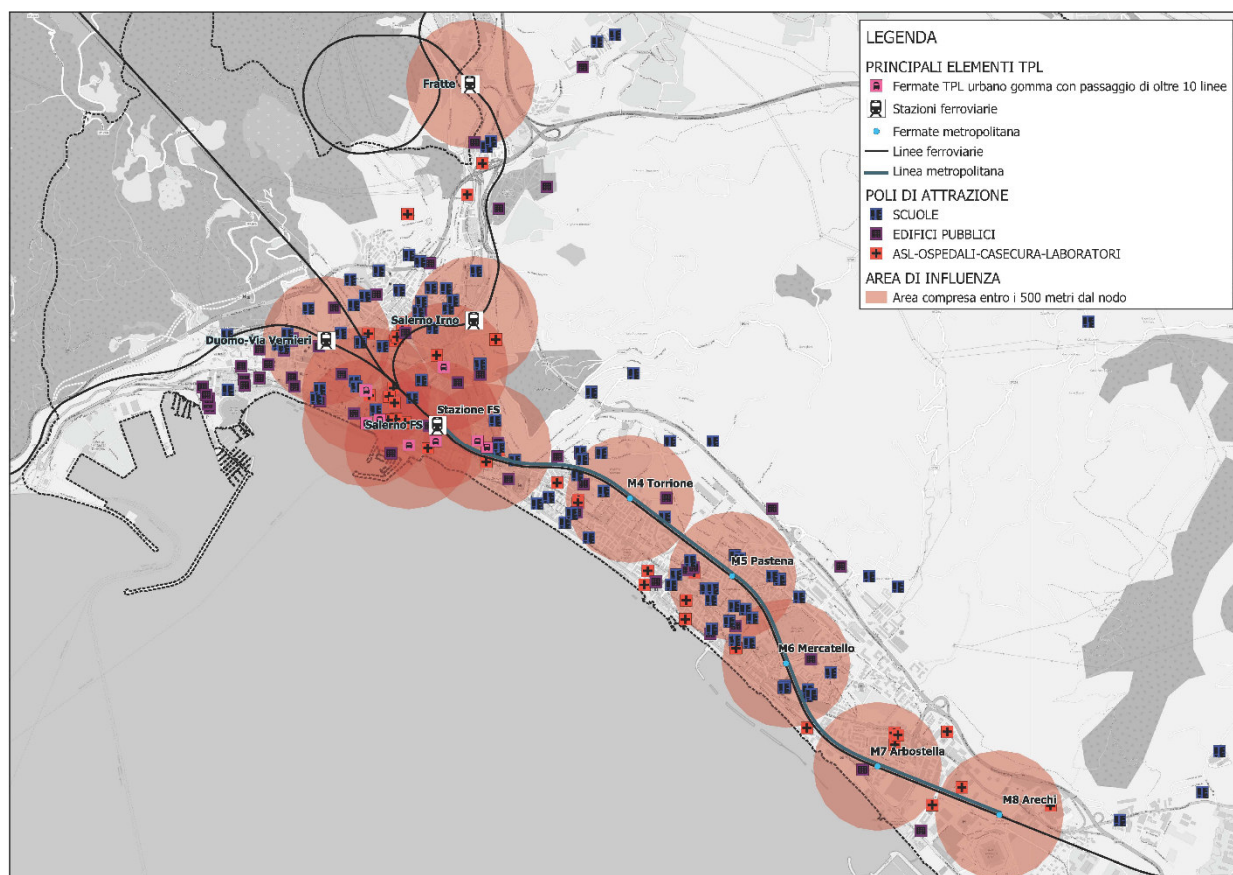 LEGENDA
PRINCIPALI ELEMENTI TPL
Fermate TPL urbano gomma con passaggio di oltre 10 linee
Stazioni ferroviarie
Fermate metropolitana
Linee ferroviarie
Linea metropolitana
POLI DI ATTRAZIONE
SCUOLE
EDIFICI PUBBLICI
ASL-OSPEDALI-CASECURA-LABORATORI
AREA DI INFLUENZA
Area compresa entro i 500 metri dal nodo
Fratte
Salerno Irno
Duomo-Via Vernieri
Stazione FS
Salerno FS
M4 Torrione
M5 Pastena
M6 Mercatello
M7 Arbostella
M8 Arechi